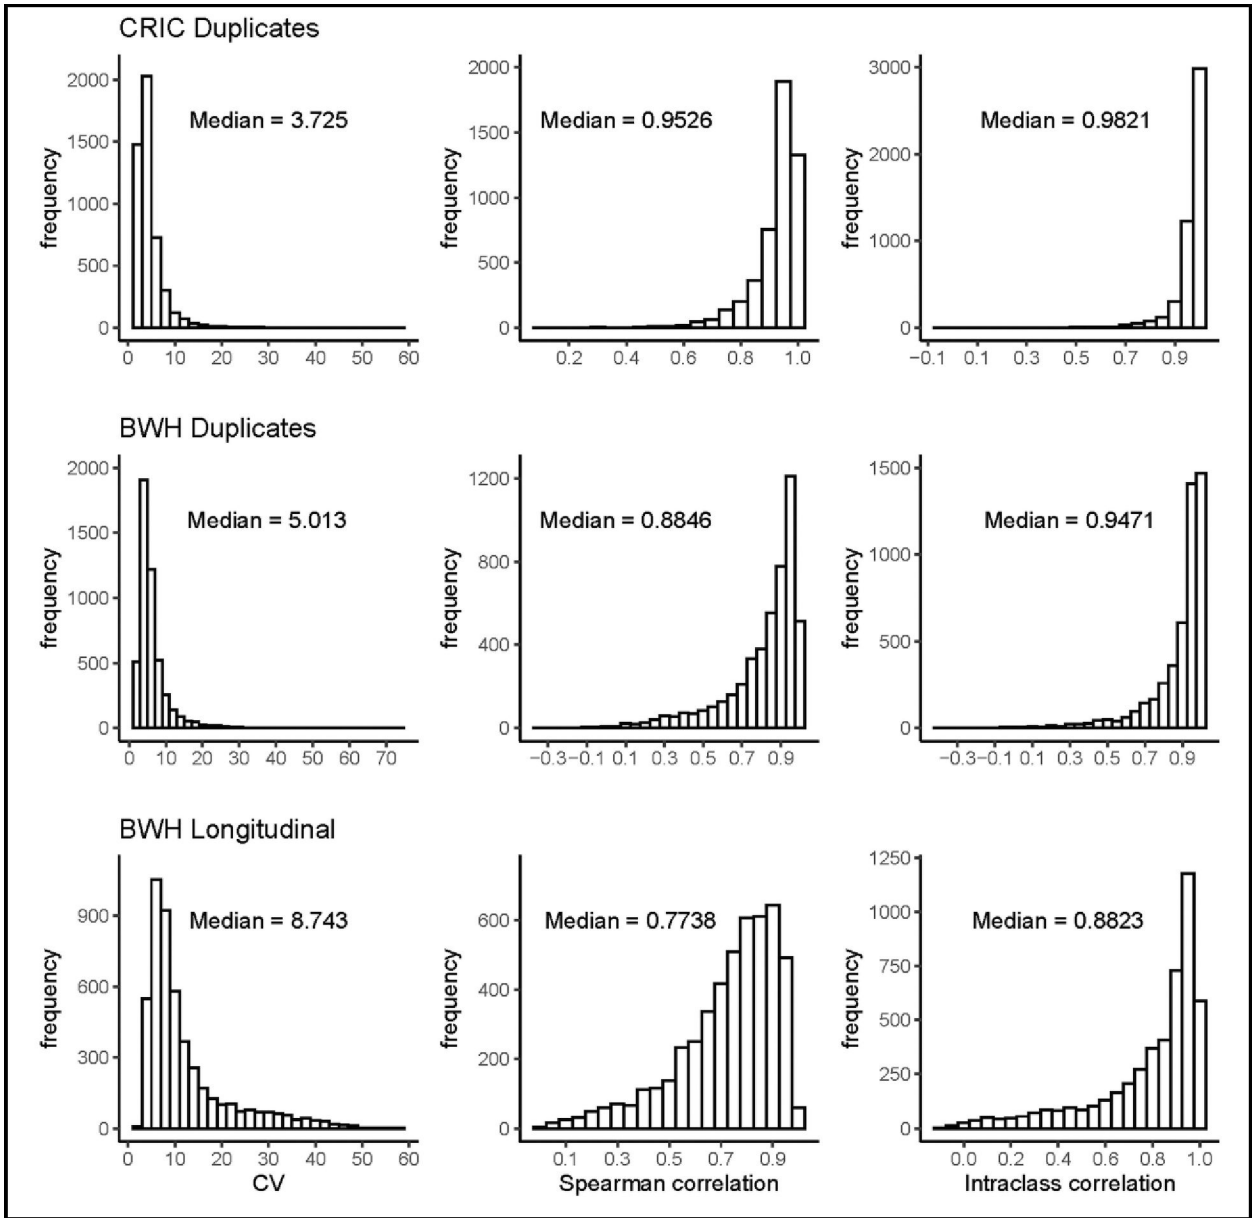 CRIC Duplicates
frequency
2000
1500
1000
500
0
Median = 3.725
0 10 20 30 40 50 60
frequency
2000
1500
1000
500
0
Median = 0.9526
0.2 0.4 0.6 0.8 1.0
frequency
3000
2000
1000
0
Median = 0.9821
−0.1 0.1 0.3 0.5 0.7 0.9
BWH Duplicates
frequency
2000
1500
1000
500
0
Median = 5.013
0 10 20 30 40 50 60 70
frequency
1200
800
400
0
Median = 0.8846
−0.3 −0.1 0.1 0.3 0.5 0.7 0.9
frequency
1500
1000
500
0
Median = 0.9471
−0.3 −0.1 0.1 0.3 0.5 0.7 0.9
BWH Longitudinal
frequency
900
600
300
0
Median = 8.743
0 10 20 30 40 50 60
CV
frequency
600
400
200
0
Median = 0.7738
0.1 0.3 0.5 0.7 0.9
Spearman correlation
frequency
1250
1000
750
500
250
0
Median = 0.8823
0.0 0.2 0.4 0.6 0.8 1.0
Intraclass correlation